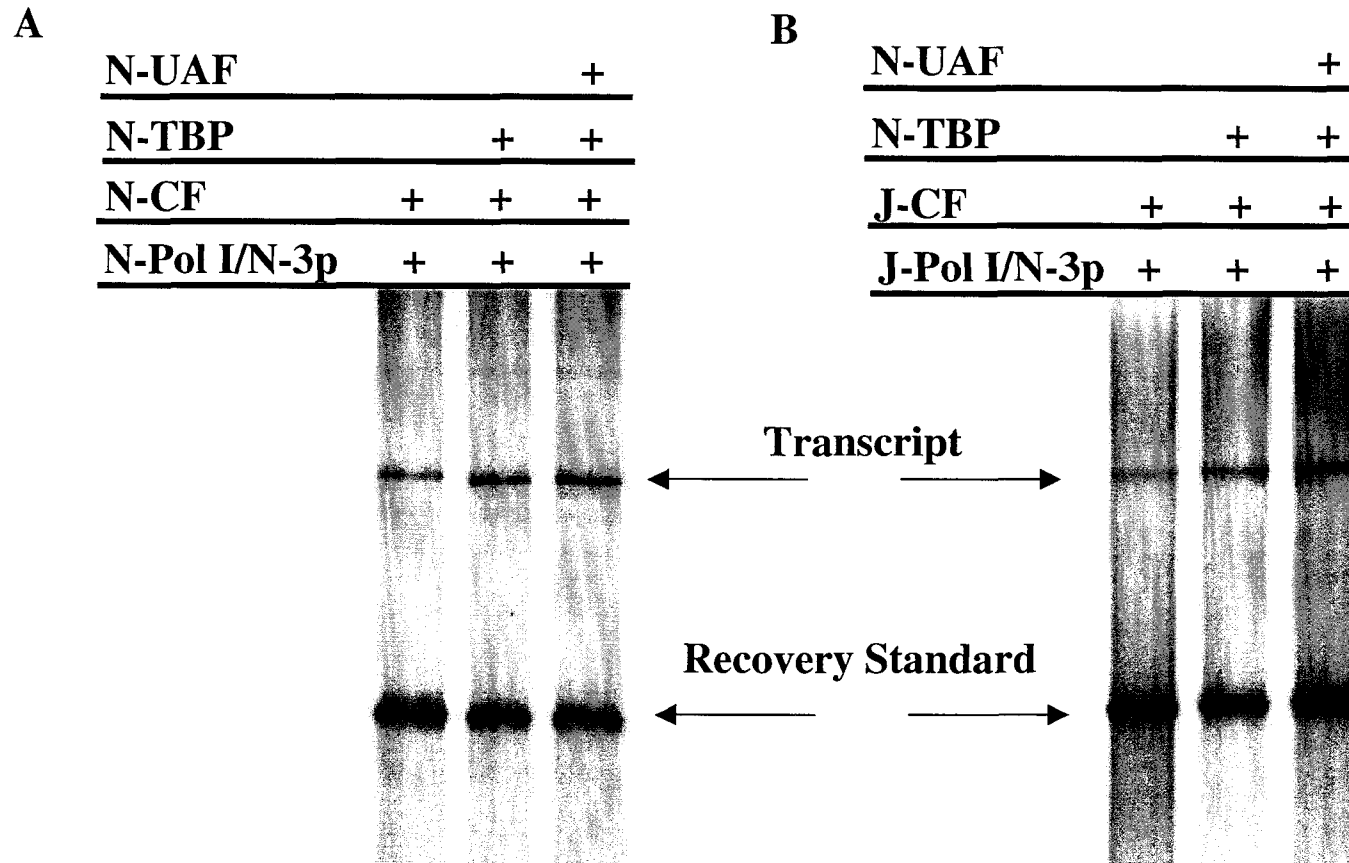 A
N-UAF +
N-TBP + +
N-CF + + +
N-Pol I/N-3p + + +
B
N-UAF +
N-TBP + +
J-CF + + +
J-Pol I/N-3p + + +
Transcript
Recovery Standard